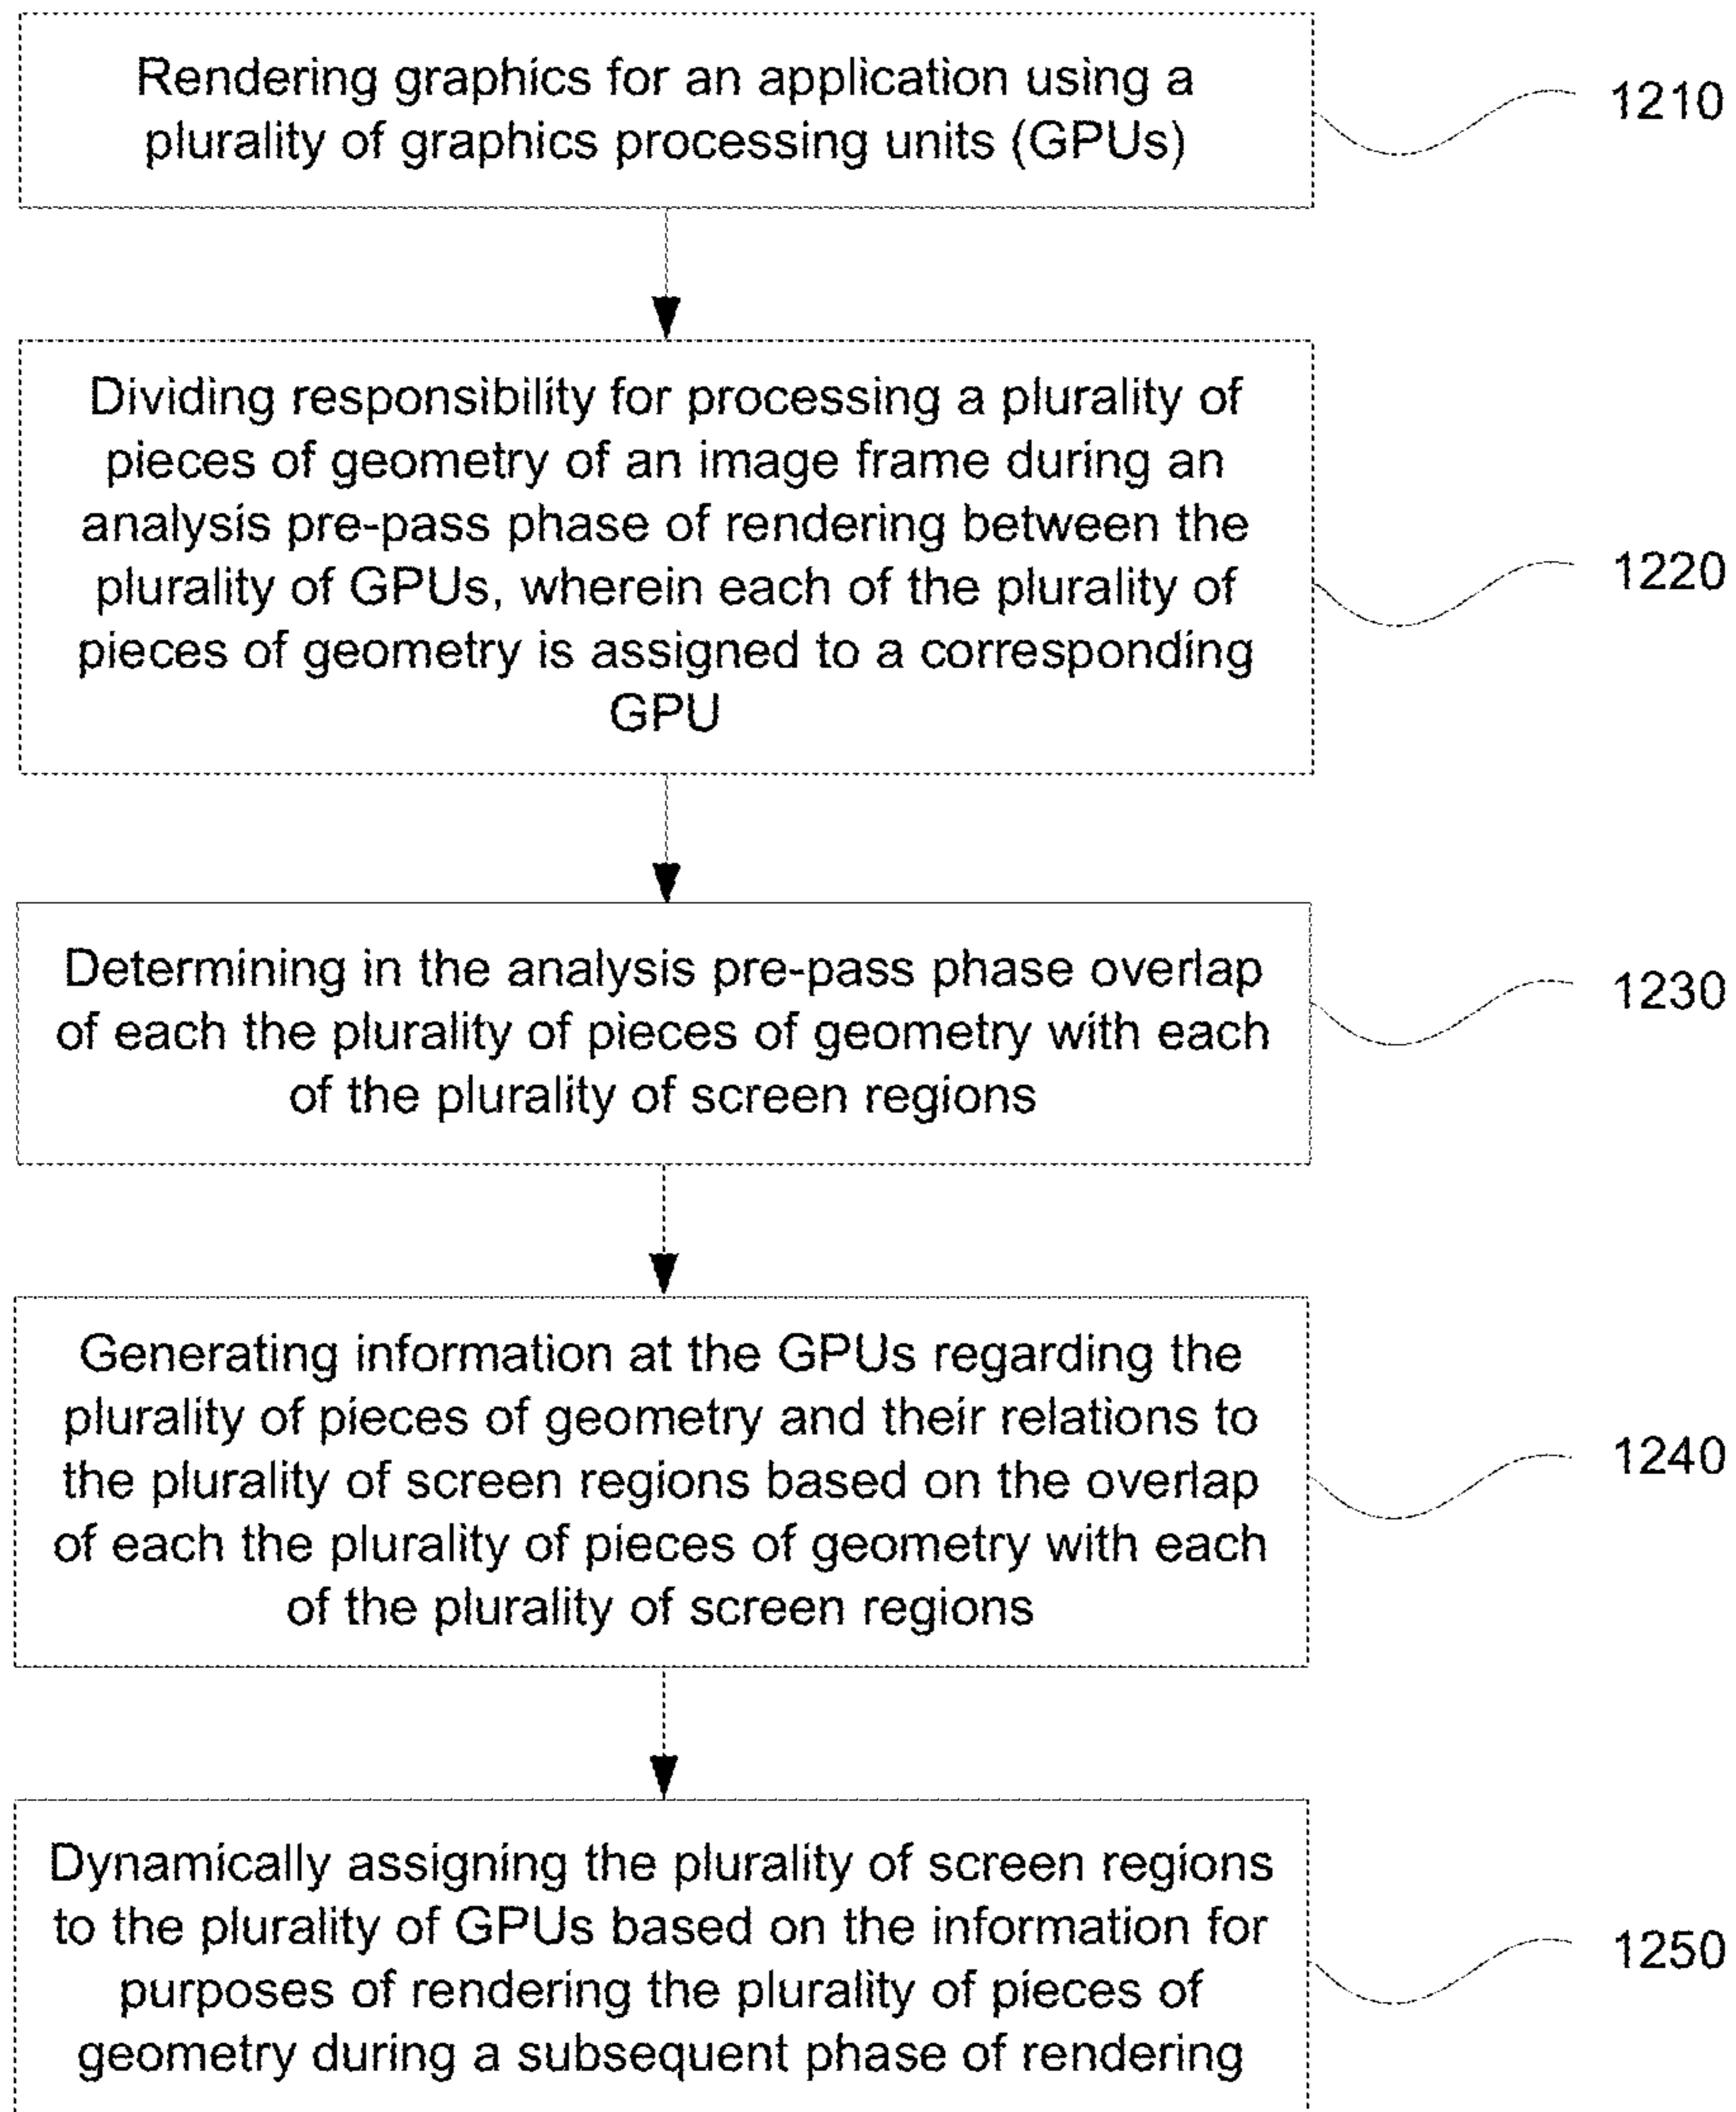 Rendering graphics for an application using a
plurality of graphics processing units (GPUs)
1210
Dividing responsibility for processing a plurality of
pieces of geometry of an image frame during an
analysis pre-pass phase of rendering between the
plurality of GPUs, wherein each of the plurality of
pieces of geometry is assigned to a corresponding
GPU
1220
Determining in the analysis pre-pass phase overlap
of each the plurality of pieces of geometry with each
of the plurality of screen regions
1230
Generating information at the GPUs regarding the
plurality of pieces of geometry and their relations to
the plurality of screen regions based on the overlap
of each the plurality of pieces of geometry with each
of the plurality of screen regions
1240
Dynamically assigning the plurality of screen regions
to the plurality of GPUs based on the information for
purposes of rendering the plurality of pieces of
geometry during a subsequent phase of rendering
1250